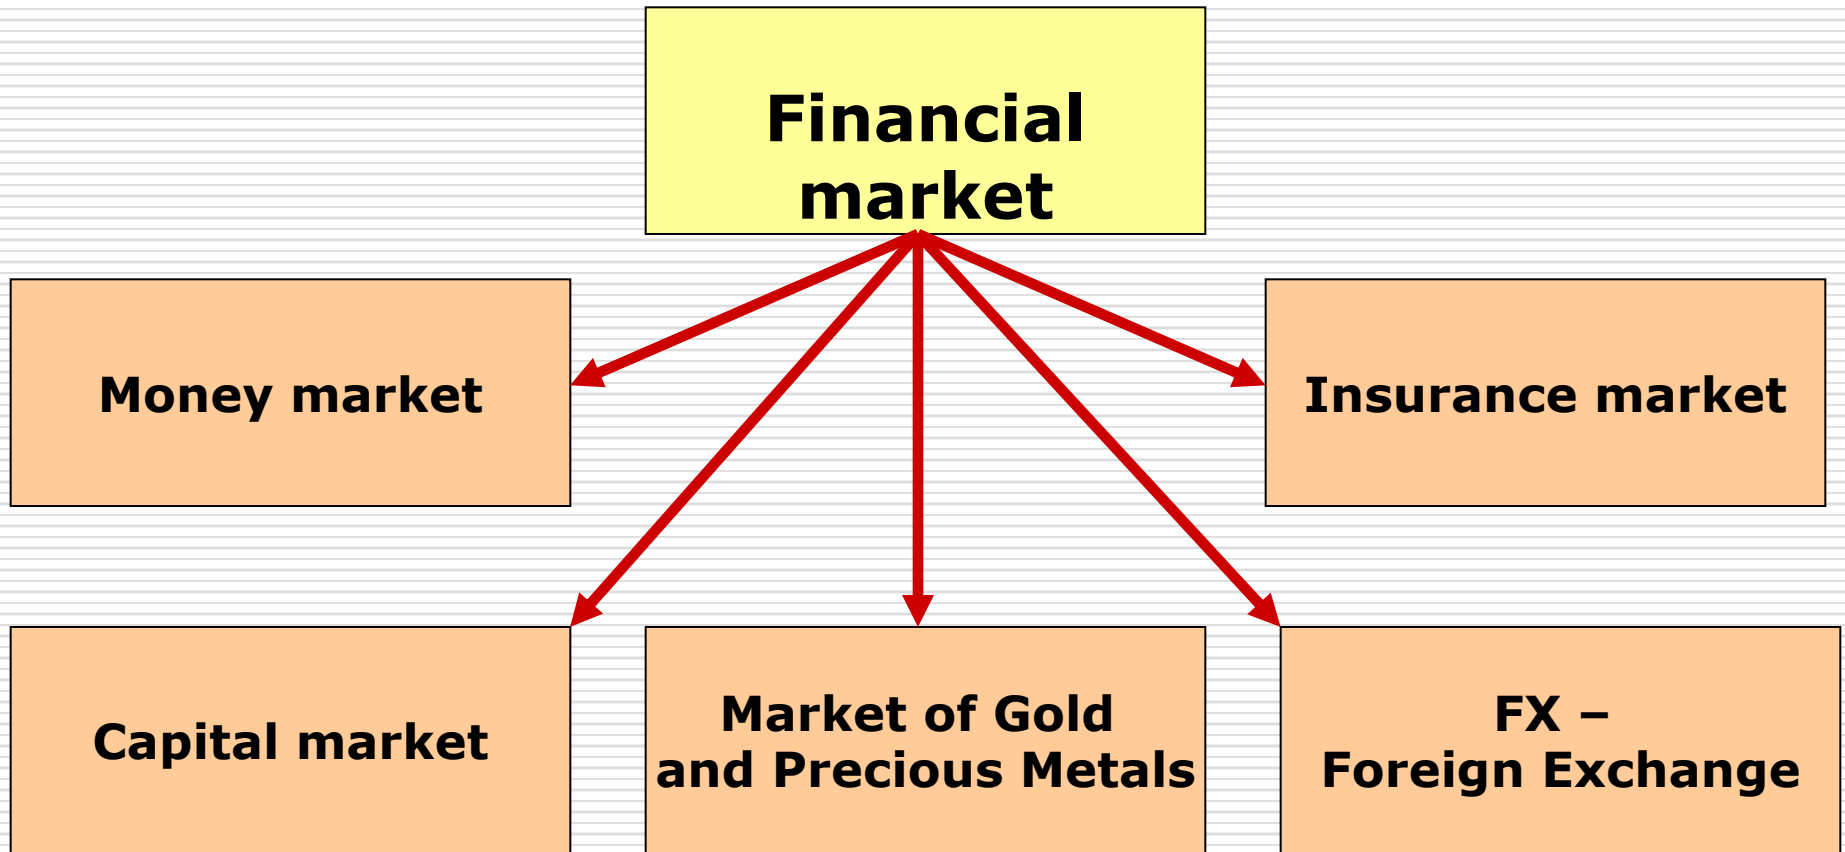 Financial
market
Money market
Insurance market
Capital market
Market of Gold
and Precious Metals
FX –
Foreign Exchange